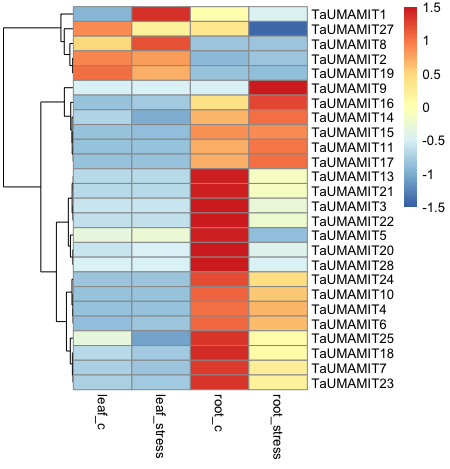 TaUMAMIT1
TaUMAMIT27
TaUMAMIT8
TaUMAMIT2
TaUMAMIT19
TaUMAMIT9
TaUMAMIT16
TaUMAMIT14
TaUMAMIT15
TaUMAMIT11
TaUMAMIT17
TaUMAMIT13
TaUMAMIT21
TaUMAMIT3
TaUMAMIT22
TaUMAMIT5
TaUMAMIT20
TaUMAMIT28
TaUMAMIT24
TaUMAMIT10
TaUMAMIT4
TaUMAMIT6
TaUMAMIT25
TaUMAMIT18
TaUMAMIT7
TaUMAMIT23
1.5
1
0.5
0
-0.5
-1
-1.5
leaf_c
leaf_stress
root_c
root_stress